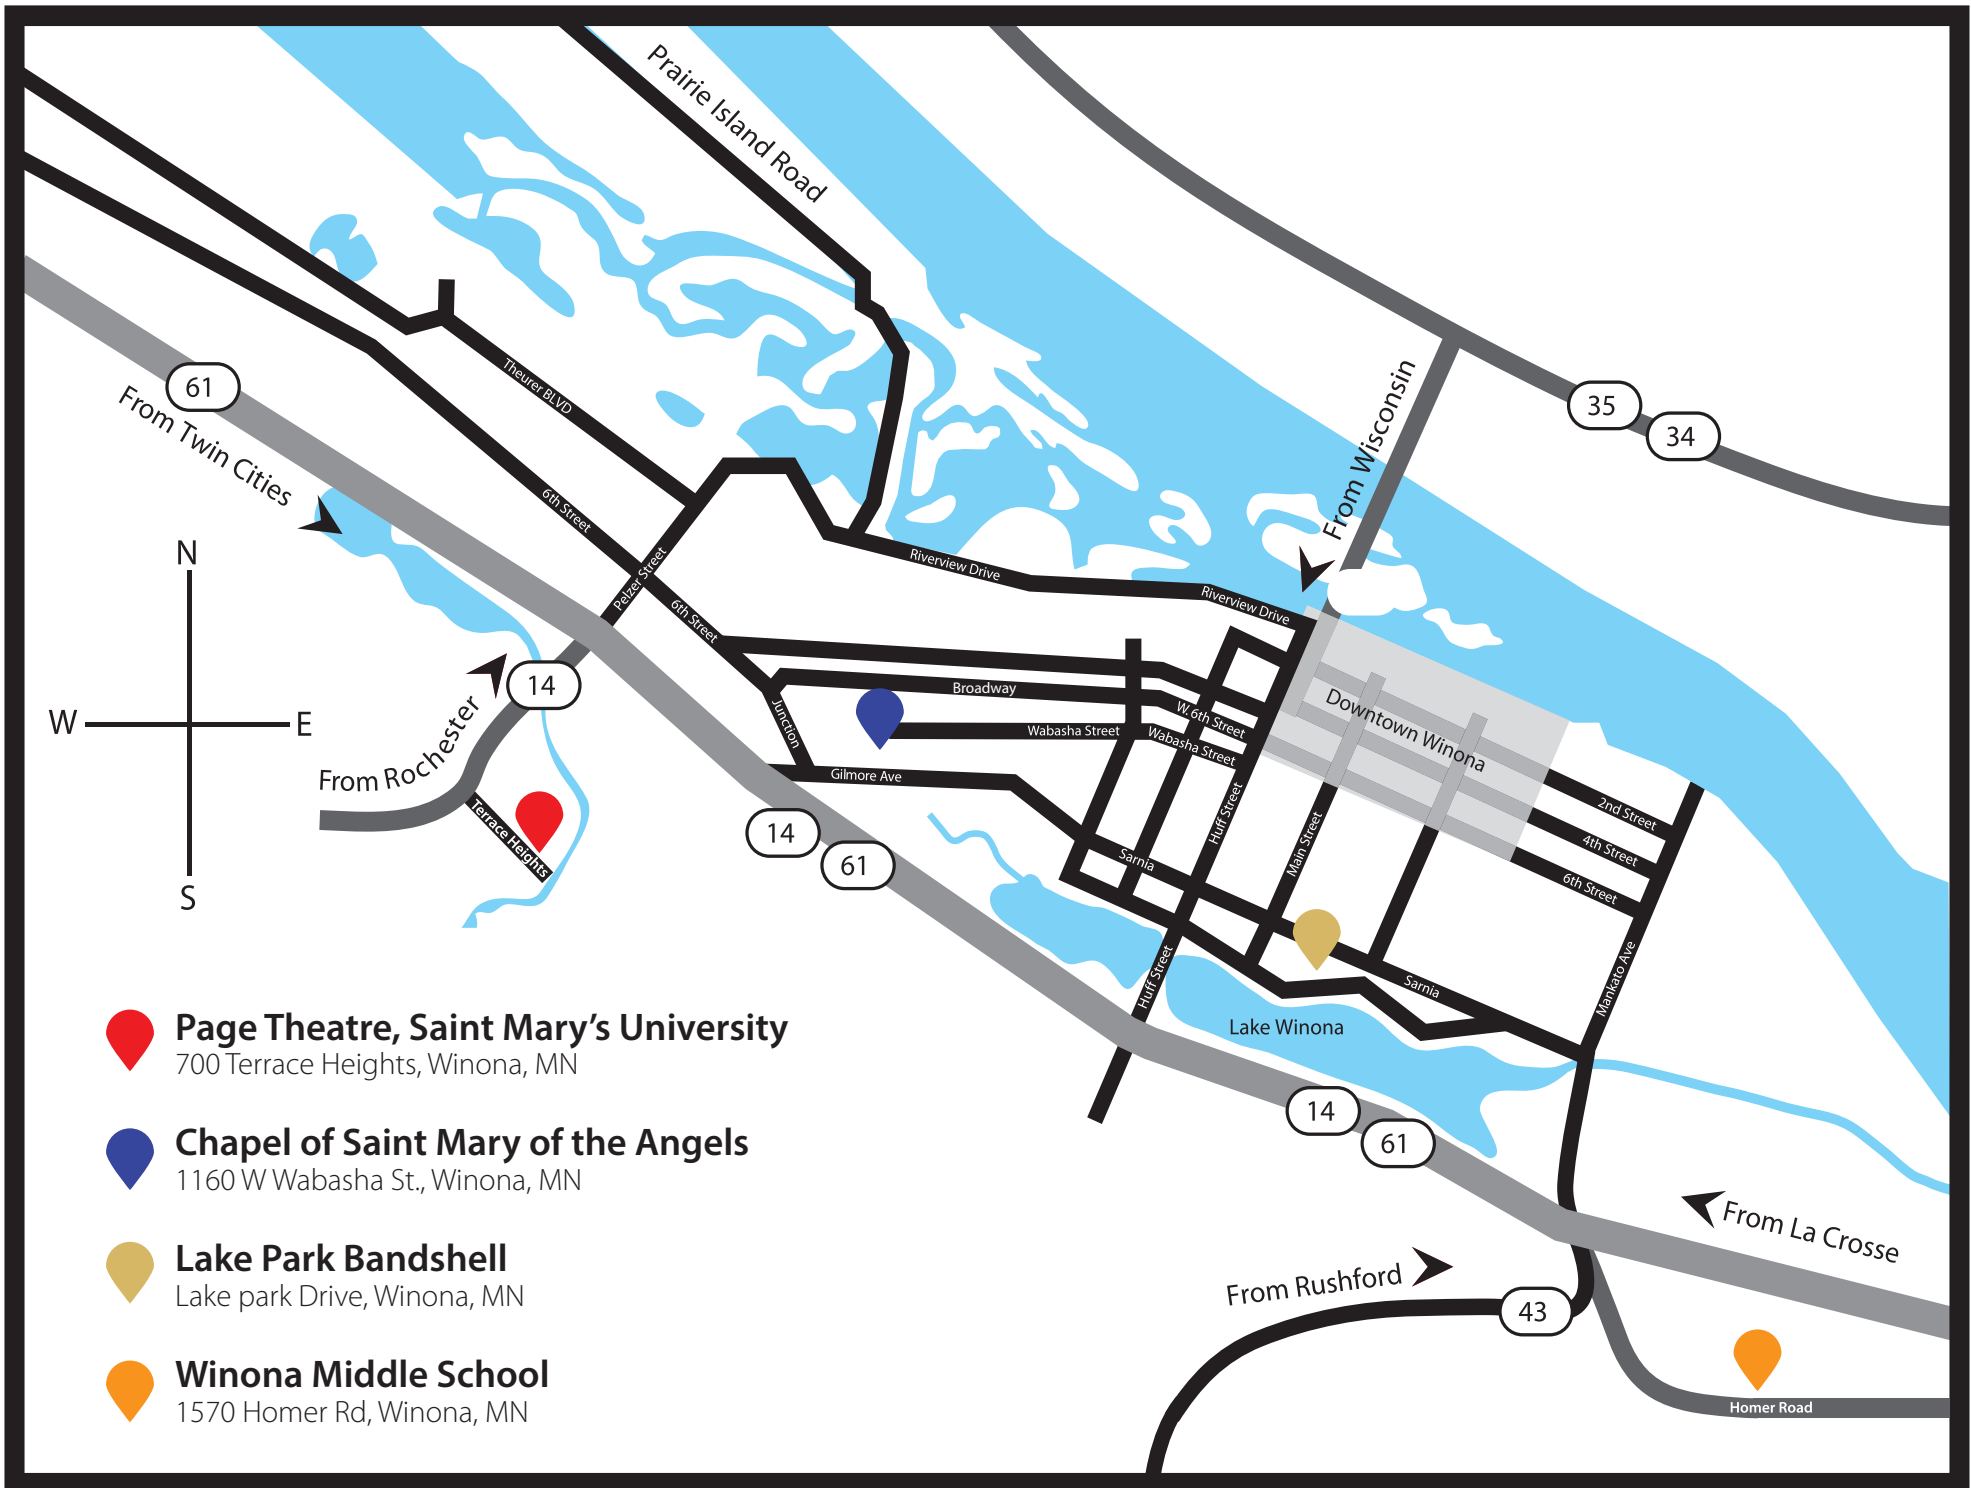 Prairie Island Road
From Wisconsin
35
34
61
From Twin Cities
Theurer BLVD
6th Street
Pelzer Street
6th Street
Riverview Drive
Riverview Drive
N
W
E
S
14
From Rochester
Terrace Heights
Junction
Broadway
Wabasha Street
W. 6th Street
Wabasha Street
Gilmore Ave
Downtown Winona
2nd Street
4th Street
6th Street
Huff Street
Main Street
Sarnia
14
61
Huff Street
Lake Winona
Sarnia
Mankato Ave
14
61
From La Crosse
From Rushford
43
Homer Road
Page Theatre, Saint Mary’s University
700 Terrace Heights, Winona, MN
Chapel of Saint Mary of the Angels
1160 W Wabasha St., Winona, MN
Lake Park Bandshell
Lake park Drive, Winona, MN
Winona Middle School
1570 Homer Rd, Winona, MN